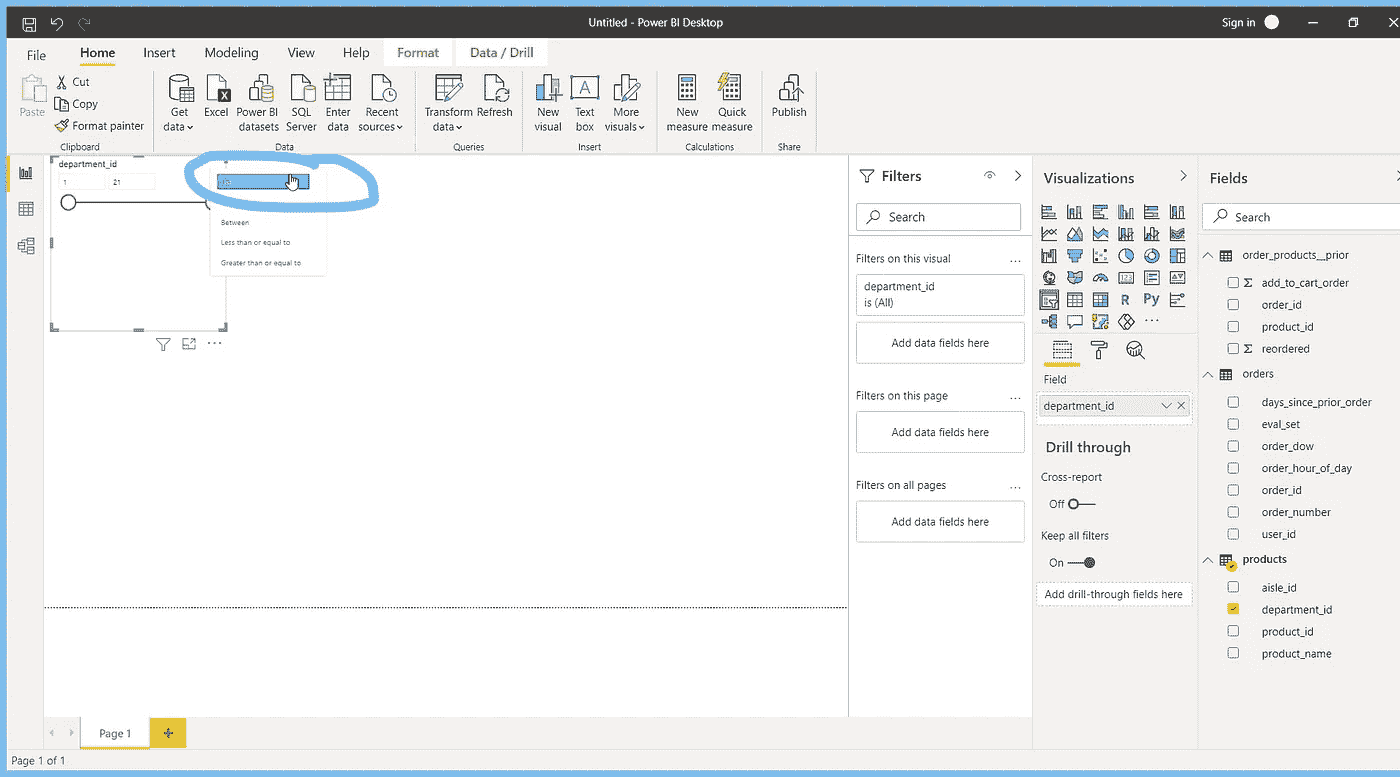 Untitled - Power BI Desktop
Sign in
File Home Insert Modeling View Help Format Data / Drill
Paste
Cut
Copy
Format painter
Clipboard
Get data
Excel
Power BI datasets
SQL Server
Enter data
Recent sources
Data
Transform data
Refresh
Queries
New visual
Text box
More visuals
Insert
New measure
Quick measure
Calculations
Publish
Share
department_id
1 21
Between
Less than or equal to
Greater than or equal to
Filters
Search
Filters on this visual
...
department_id
is (All)
Add data fields here
Filters on this page
...
Add data fields here
Filters on all pages
...
Add data fields here
Visualizations
R Py
...
Field
department_id
Drill through
Cross-report
Off
Keep all filters
On
Add drill-through fields here
Fields
Search
order_products__prior
add_to_cart_order
order_id
product_id
reordered
orders
days_since_prior_order
eval_set
order_dow
order_hour_of_day
order_id
order_number
user_id
products
aisle_id
department_id
product_id
product_name
Page 1
Page 1 of 1